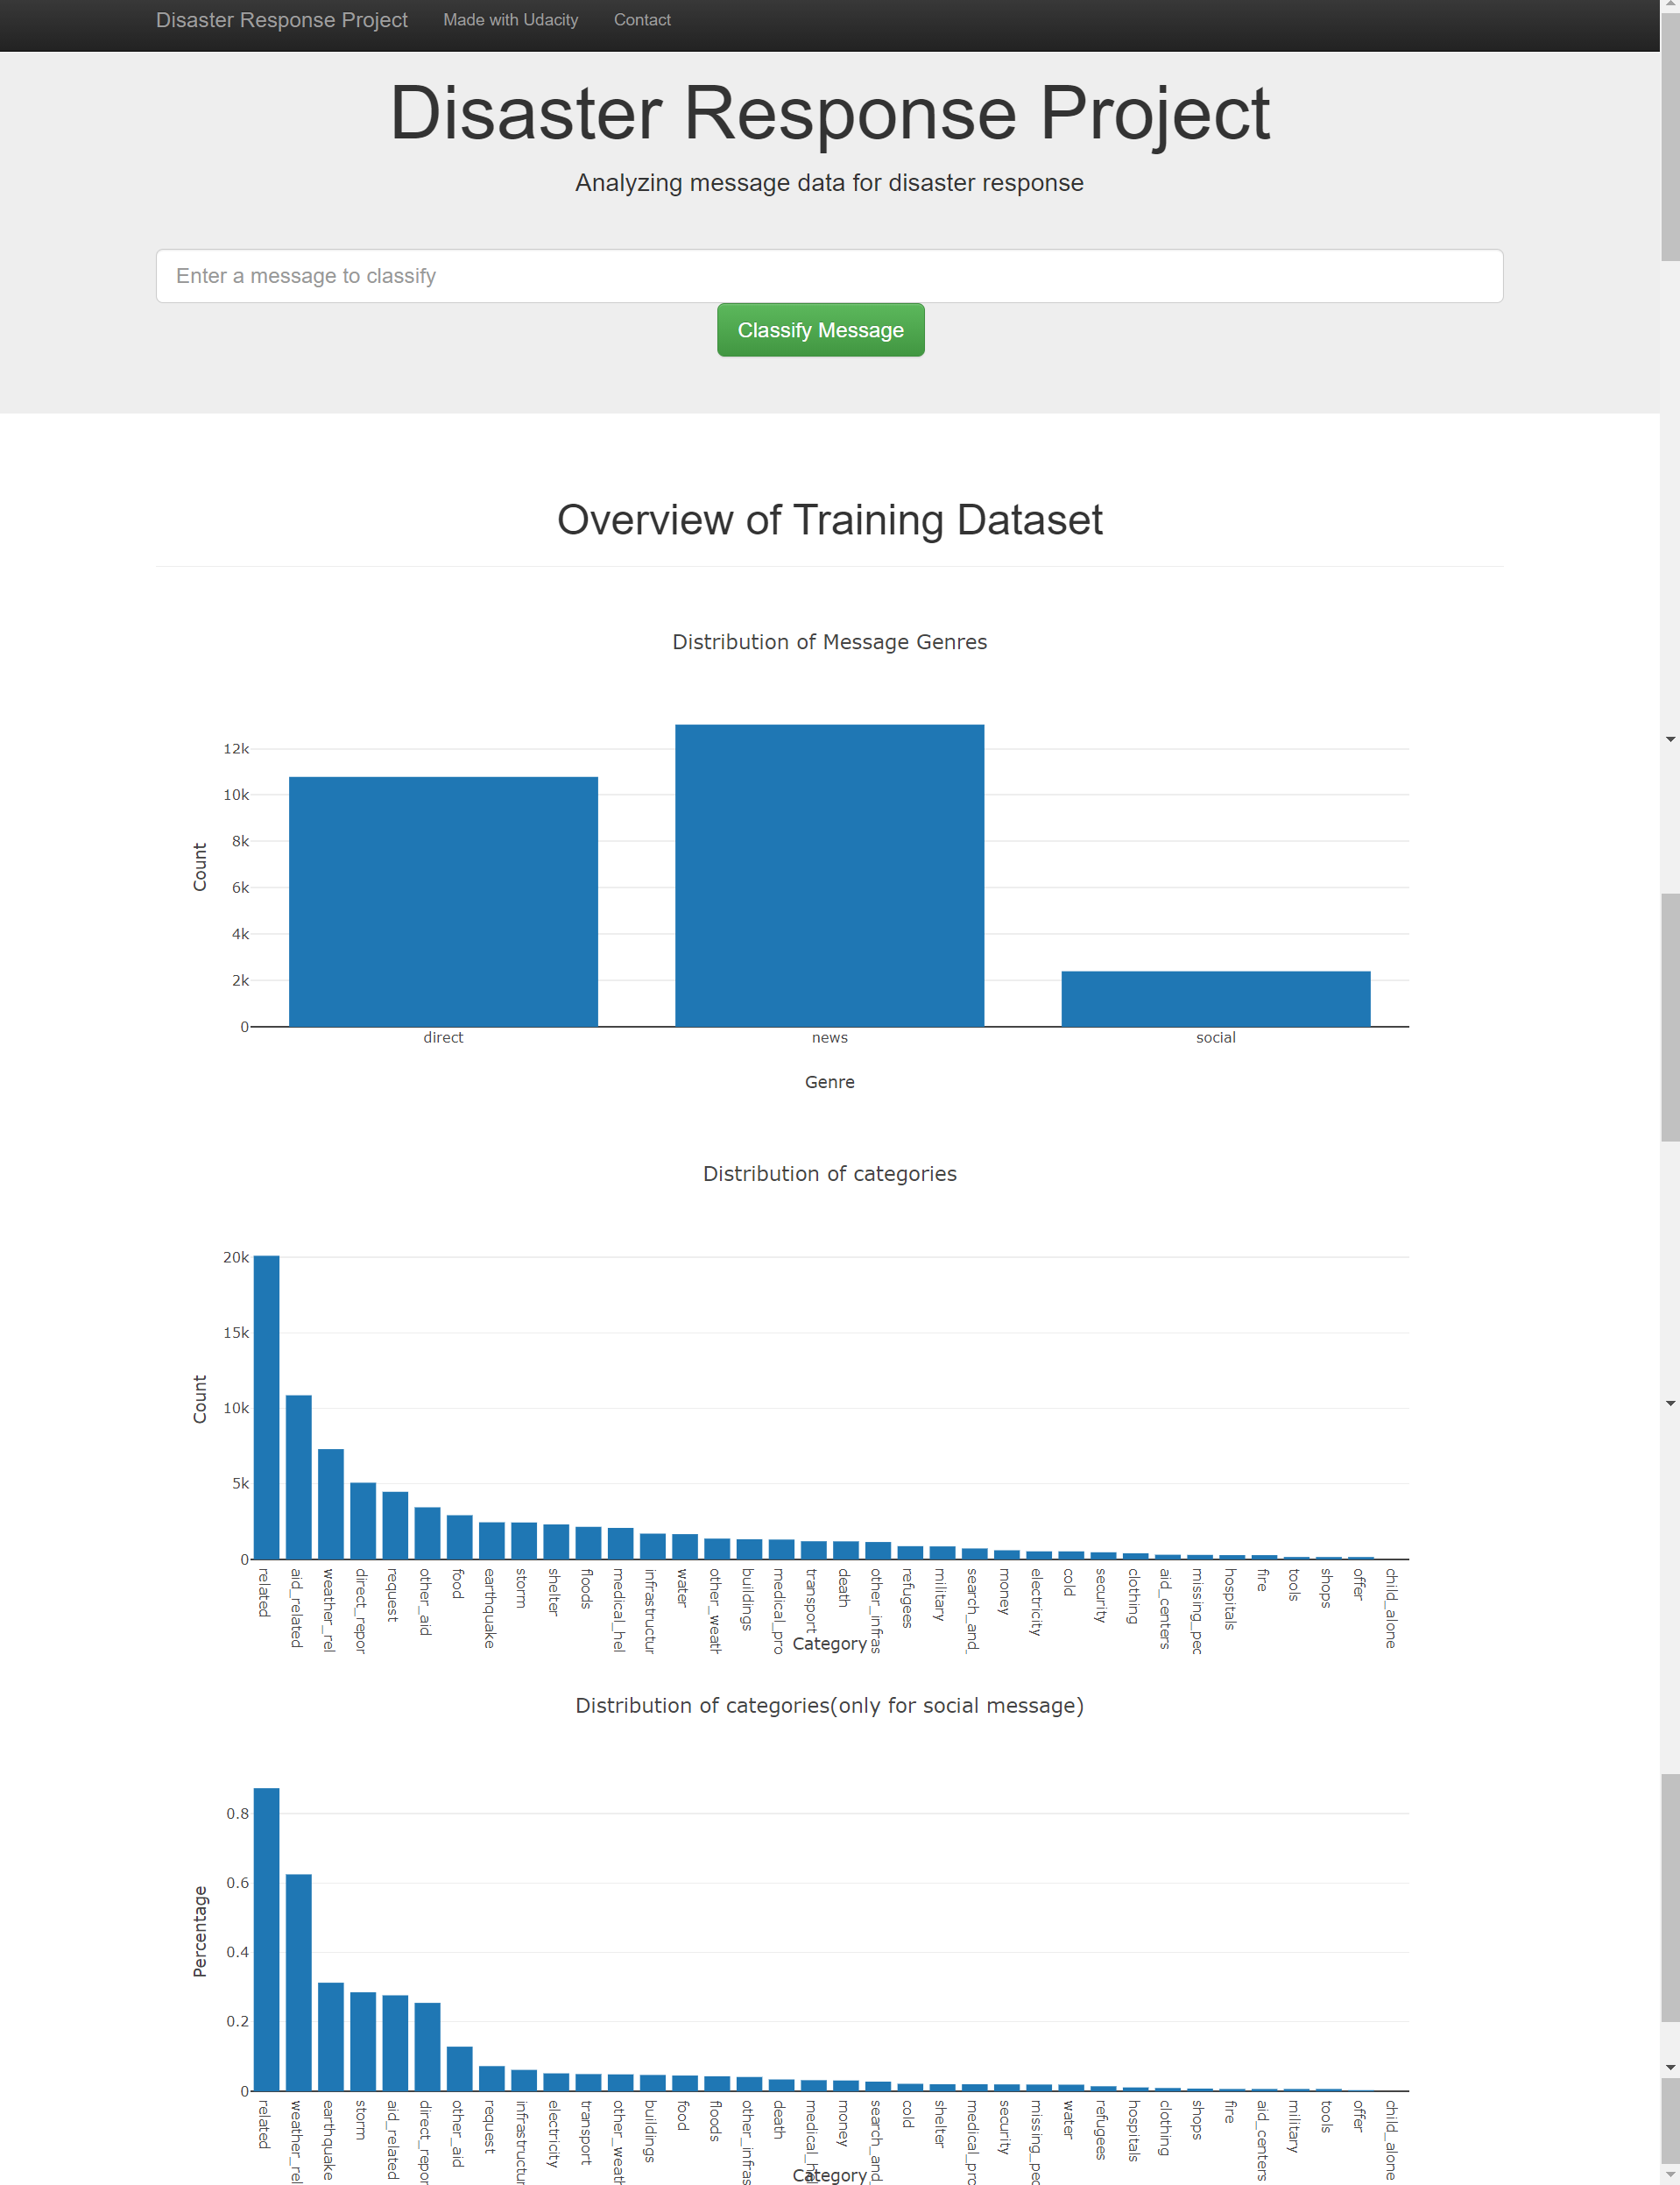 Disaster Response Project Made with Udacity Contact
Disaster Response Project
Analyzing message data for disaster response
Enter a message to classify
Classify Message
Overview of Training Dataset
Distribution of Message Genres
12k
10k
8k
6k
4k
2k
0
Count
direct news social
Genre
Distribution of categories
20k
15k
10k
5k
0
Count
related
aid_related
weather_rel
direct_repor
request
other_aid
food
earthquake
storm
shelter
floods
medical_hel
infrastructur
water
other_weath
buildings
medical_pro
transport
death
other_infras
refugees
military
search_and_
money
electricity
cold
security
clothing
aid_centers
missing_pec
hospitals
fire
tools
shops
offer
child_alone
Category
Distribution of categories(only for social message)
0.8
0.6
0.4
0.2
0
Percentage
related
weather_rel
earthquake
storm
aid_related
direct_repor
other_aid
request
infrastructur
electricity
transport
other_weath
buildings
food
floods
other_infras
death
medical_hel
money
search_and_
cold
shelter
medical_prc
security
missing_pec
water
refugees
hospitals
clothing
shops
fire
aid_centers
military
tools
offer
child_alone
Category